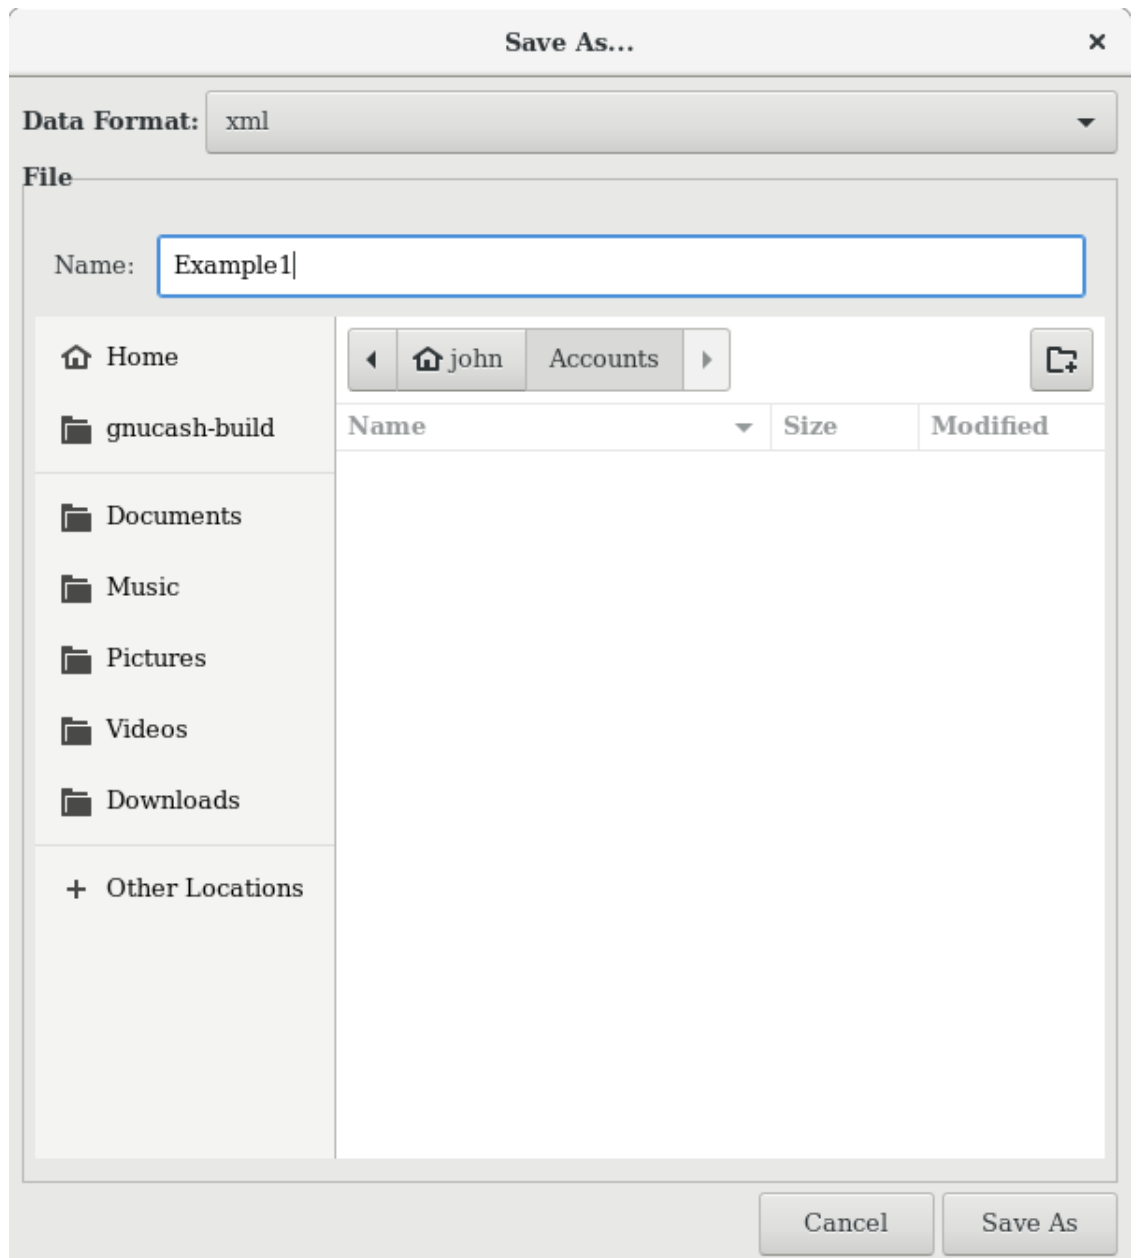 Save As...
Data Format: xml
File
Name: Example1
Home
gnucash-build
Documents
Music
Pictures
Videos
Downloads
Other Locations
john Accounts
Name Size Modified
Cancel Save As